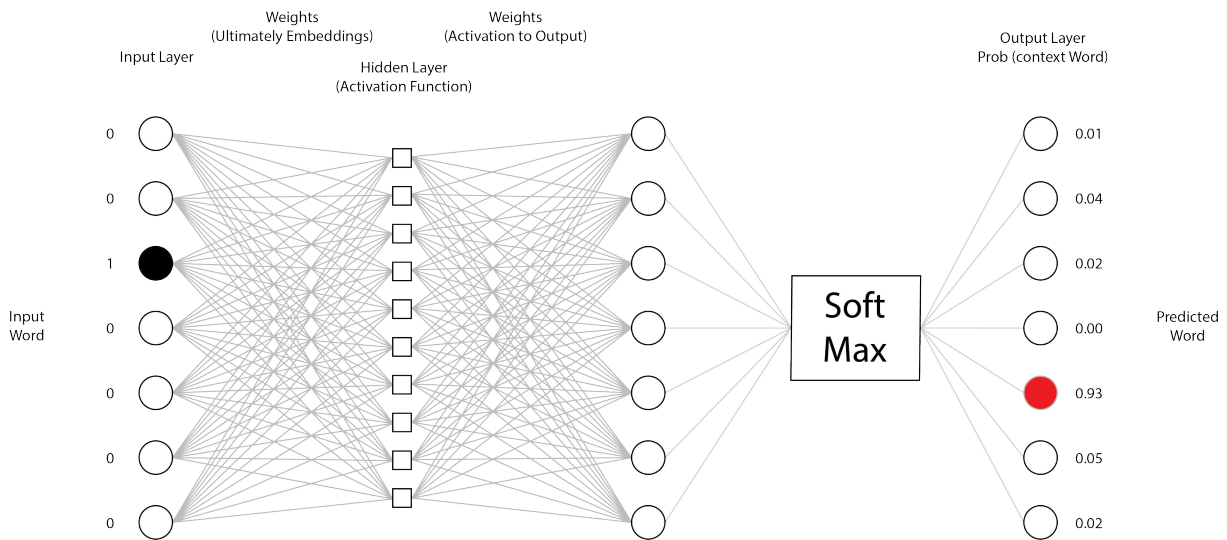 Weights
(Ultimately Embeddings)
Weights
(Activation to Output)
Input Layer
Hidden Layer
(Activation Function)
Output Layer
Prob (context Word)
0
0
1
0
0
0
0
Input
Word
Soft
Max
0.01
0.04
0.02
0.00
0.93
0.05
0.02
Predicted
Word